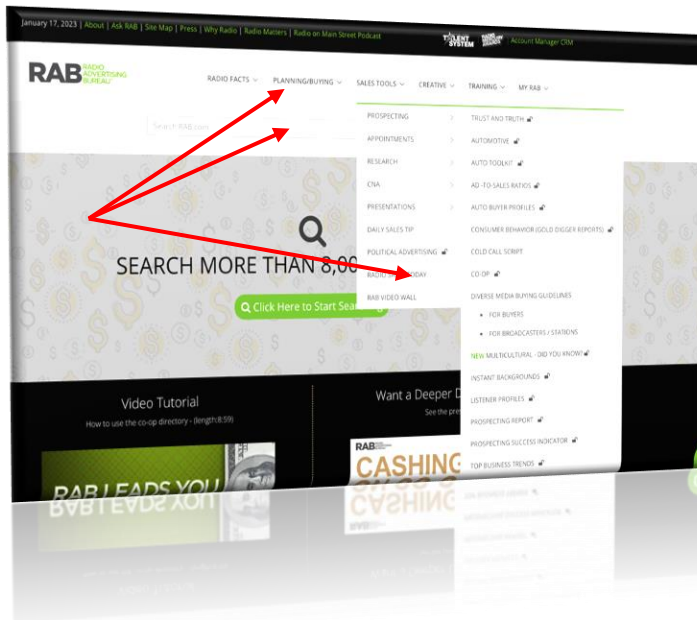 January 17, 2023 | About | Ask RAB | Site Map | Press | Why Radio | Radio Matters | Radio on Main Street Podcast
TALENT SYSTEM
Account Manager CRM
RAB RADIO ADVERTISING BUREAU
RADIO FACTS
PLANNING/BUYING
SALES TOOLS
CREATIVE
TRAINING
MY RAB
Search RAB.com
PROSPECTING
APPOINTMENTS
RESEARCH
CNA
PRESENTATIONS
DAILY SALES TIP
POLITICAL ADVERTISING
RADIO TODAY
RAB VIDEO WALL
TRUST AND TRUTH
AUTOMOTIVE
AUTO TOOLKIT
AD-TO-SALES RATIOS
AUTO BUYER PROFILES
CONSUMER BEHAVIOR (GOLD DIGGER REPORTS)
COLD CALL SCRIPT
CO-OP
DIVERSE MEDIA BUYING GUIDELINES
• FOR BUYERS
• FOR BROADCASTERS / STATIONS
NEW MULTICULTURAL - DID YOU KNOW?
INSTANT BACKGROUNDS
LISTENER PROFILES
PROSPECTING REPORT
PROSPECTING SUCCESS INDICATOR
TOP BUSINESS TRENDS
SEARCH MORE THAN 8,00
Click Here to Start Sea
Video Tutorial
How to use the co-op directory - (length:8:59)
RAB LEADS YOU
Want a Deeper D
See the pre
RAB
CASHING